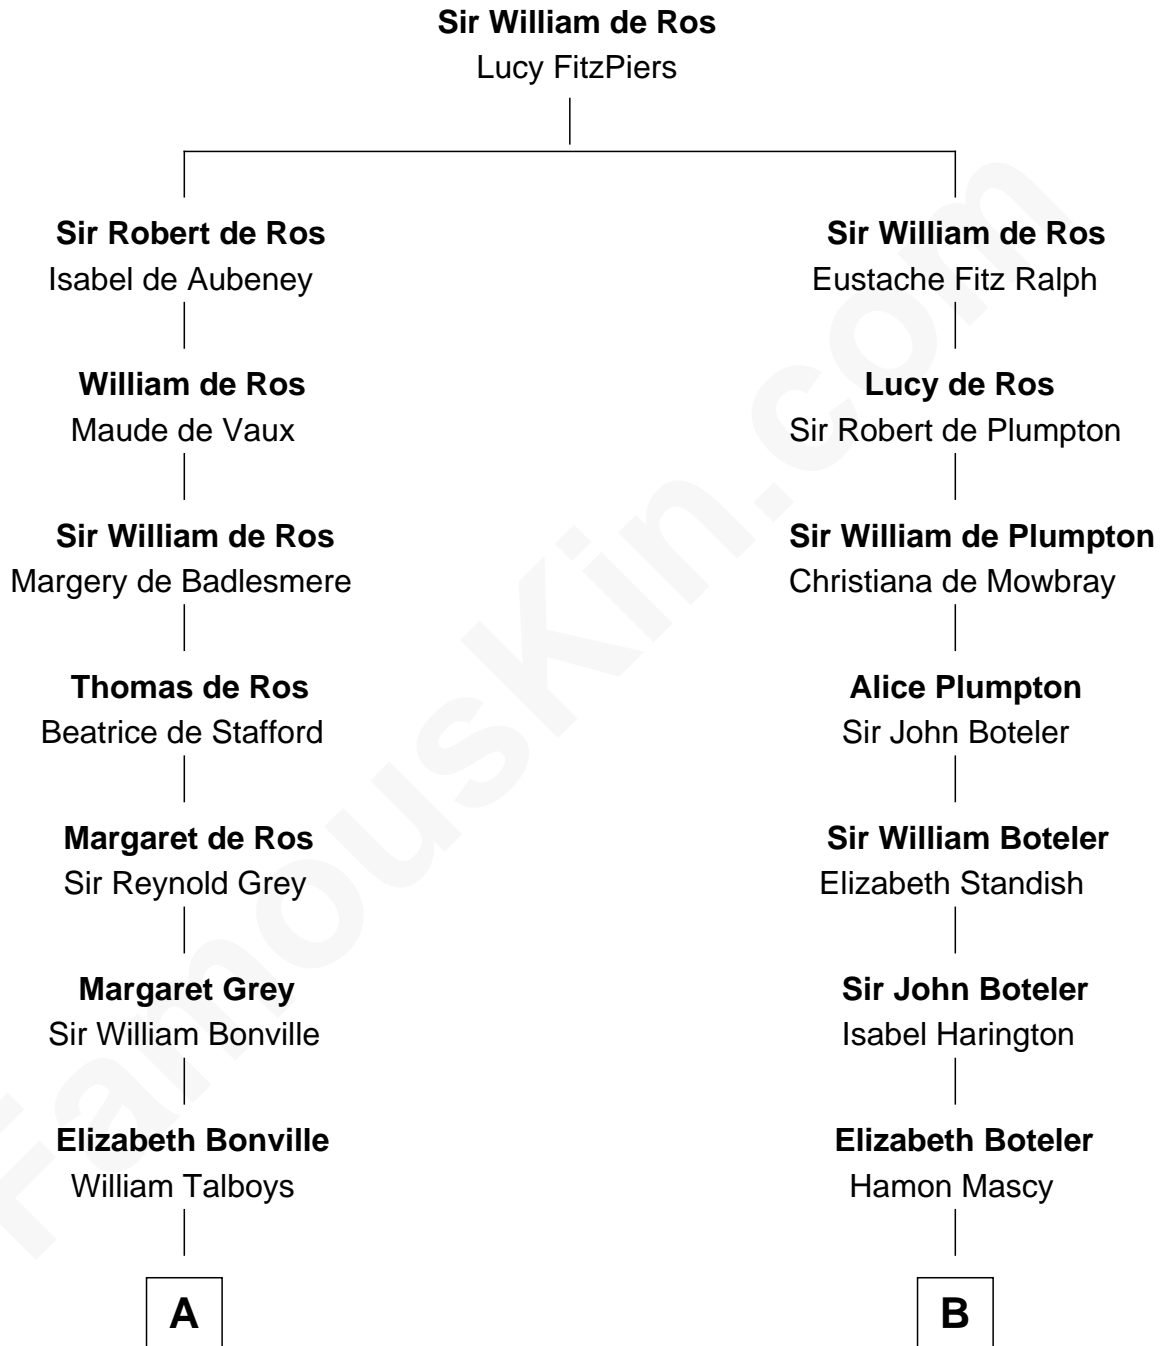 Sir William de Ros
Lucy FitzPiers
Sir Robert de Ros
Isabel de Aubeney
William de Ros
Maude de Vaux
Sir William de Ros
Margery de Badlesmere
Thomas de Ros
Beatrice de Stafford
Margaret de Ros
Sir Reynold Grey
Margaret Grey
Sir William Bonville
Elizabeth Bonville
William Talboys
A
Sir William de Ros
Eustache Fitz Ralph
Lucy de Ros
Sir Robert de Plumpton
Sir William de Plumpton
Christiana de Mowbray
Alice Plumpton
Sir John Boteler
Sir William Boteler
Elizabeth Standish
Sir John Boteler
Isabel Harington
Elizabeth Boteler
Hamon Mascy
B
FamousKin.com